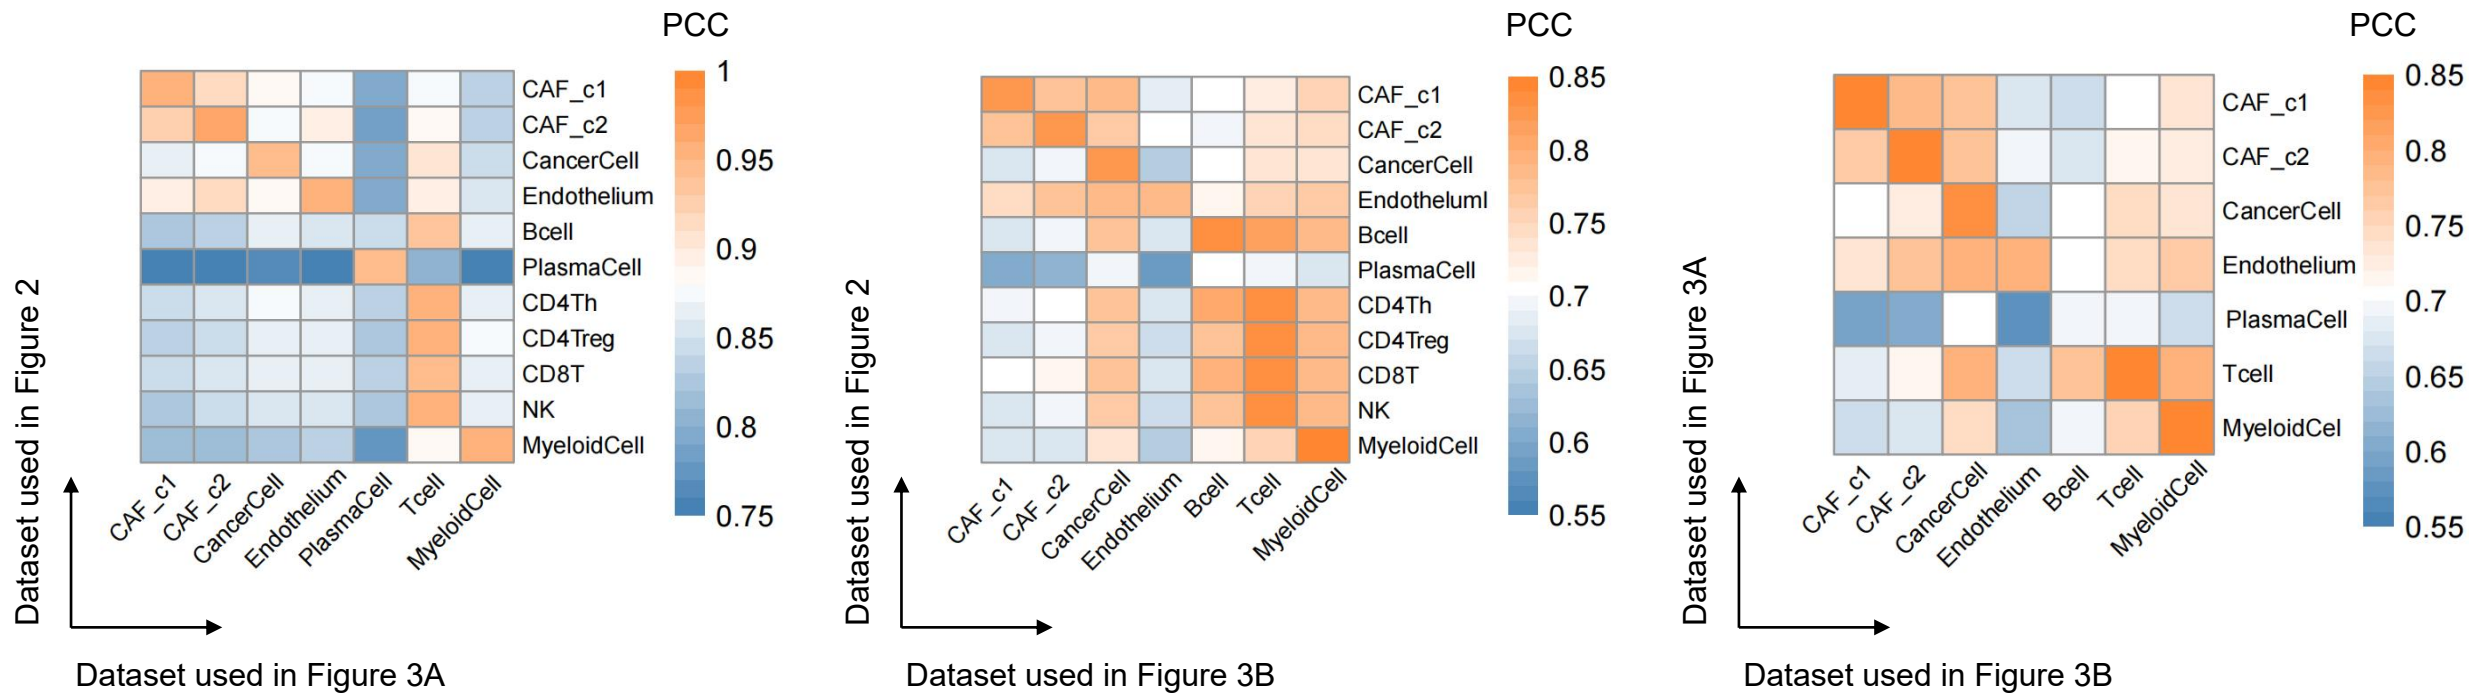 PCC
1
0.95
0.9
0.85
0.8
0.75
CAF_c1
CAF_c2
CancerCell
Endothelium
Bcell
PlasmaCell
CD4Th
CD4Treg
CD8T
NK
MyeloidCell
CAF_c1
CAF_c2
CancerCell
Endothelium
PlasmaCell
Tcell
MyeloidCell
Dataset used in Figure 2
Dataset used in Figure 3A
PCC
0.85
0.8
0.75
0.7
0.65
0.6
0.55
CAF_c1
CAF_c2
CancerCell
Endotheluml
Bcell
PlasmaCell
CD4Th
CD4Treg
CD8T
NK
MyeloidCell
CAF_c1
CAF_c2
CancerCell
Endothelium
Bcell
Tcell
MyeloidCell
Dataset used in Figure 2
Dataset used in Figure 3B
PCC
0.85
0.8
0.75
0.7
0.65
0.6
0.55
CAF_c1
CAF_c2
CancerCell
Endothelium
PlasmaCell
Tcell
MyeloidCel
CAF_c1
CAF_c2
CancerCell
Endothelium
Bcell
Tcell
MyeloidCell
Dataset used in Figure 3A
Dataset used in Figure 3B